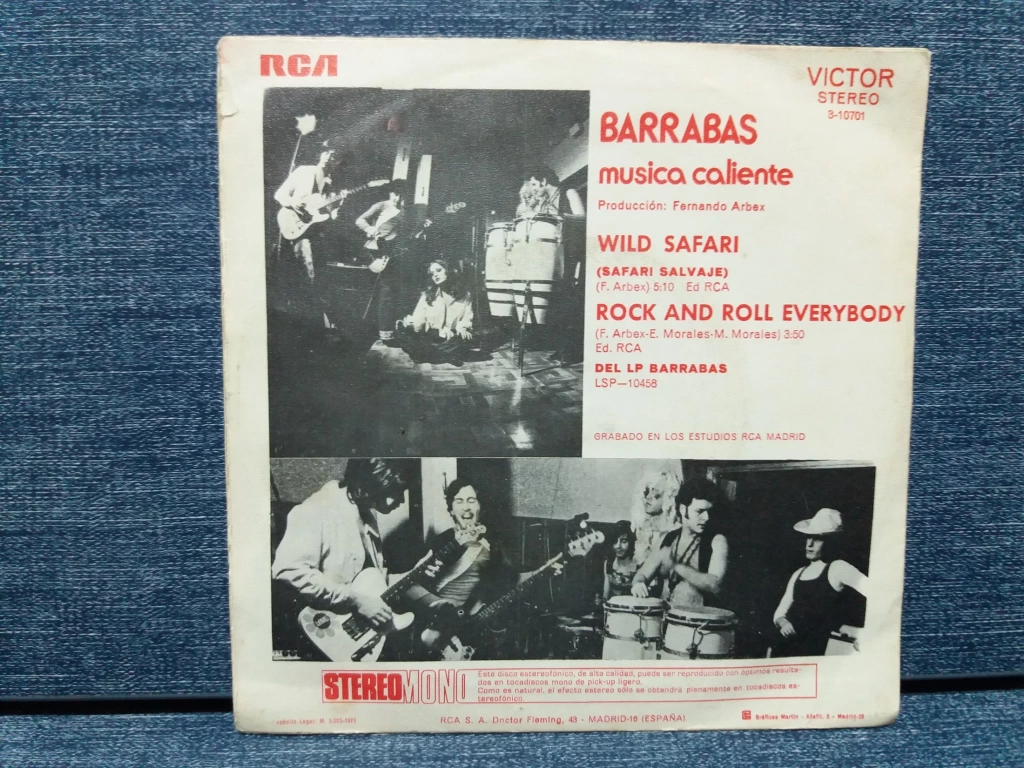 RCA
VICTOR
STEREO
3-10701
BARRABAS
musica caliente
Producción: Fernando Arbex
WILD SAFARI
(SAFARI SALVAJE)
(F. Arbex) 5:10 Ed RCA
ROCK AND ROLL EVERYBODY
(F. Arbex-E. Morales-M. Morales) 3:50
Ed. RCA
DEL LP BARRABAS
LSP—10458
GRABADO EN LOS ESTUDIOS RCA MADRID
STEREOMONO
Este disco estereofónico, de alta calidad, puede ser reproducido con óptimos resulta-
dos en tocadiscos mono de pick-up ligero.
Como es natural, el efecto estereo sólo se obtendrá plenamente en tocadiscos es-
tereofónico.
Legal: M.
RCA S. A. Doctor Fleming, 43 - MADRID-16 (ESPAÑA)
Gráficas Martín - Madrid